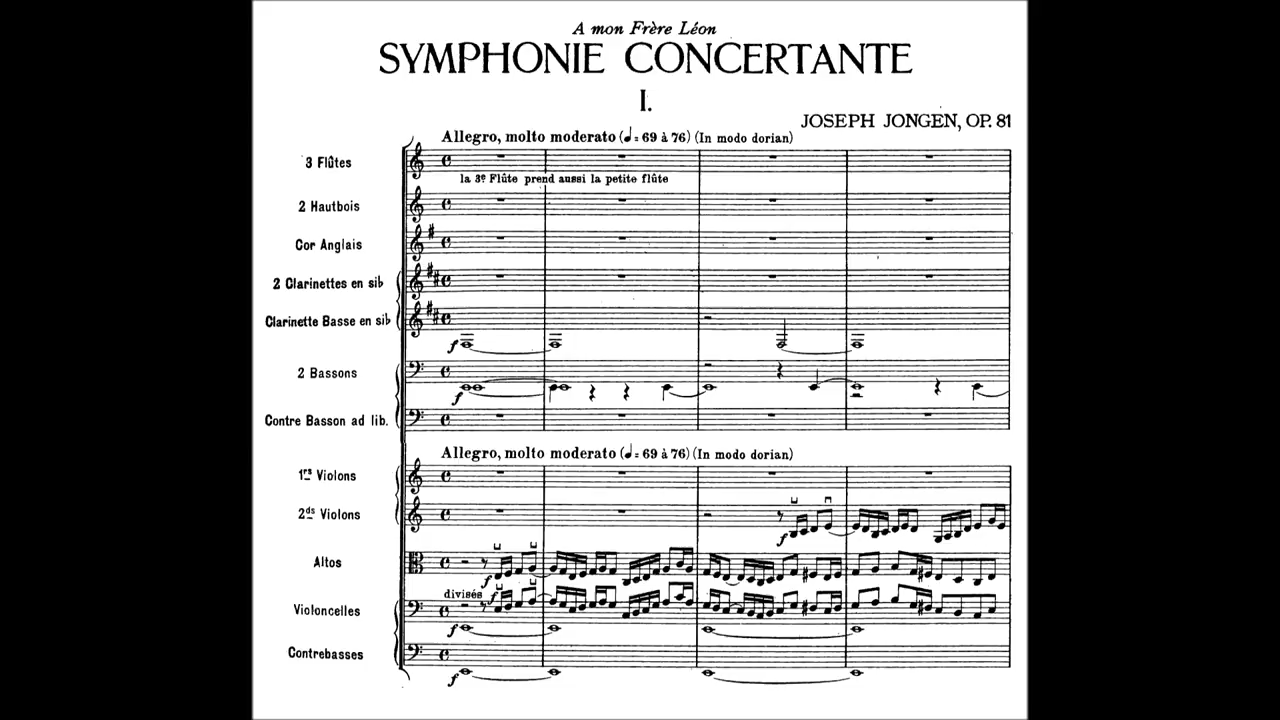 A mon Frère Léon
SYMPHONIE CONCERTANTE
I.
JOSEPH JONGEN, OP. 81
Allegro, molto moderato (♩= 69 à 76) (In modo dorian)
3 Flûtes
la 3e Flûte prend aussi la petite flûte
2 Hautbois
Cor Anglais
2 Clarinettes en sib
Clarinette Basse en sib
f
2 Bassons
f
Contre Basson ad lib.
Allegro, molto moderato (♩= 69 à 76) (In modo dorian)
1rs Violons
2ds Violons
f
Altos
f
divisés f
Violoncelles
f
Contrebasses
f